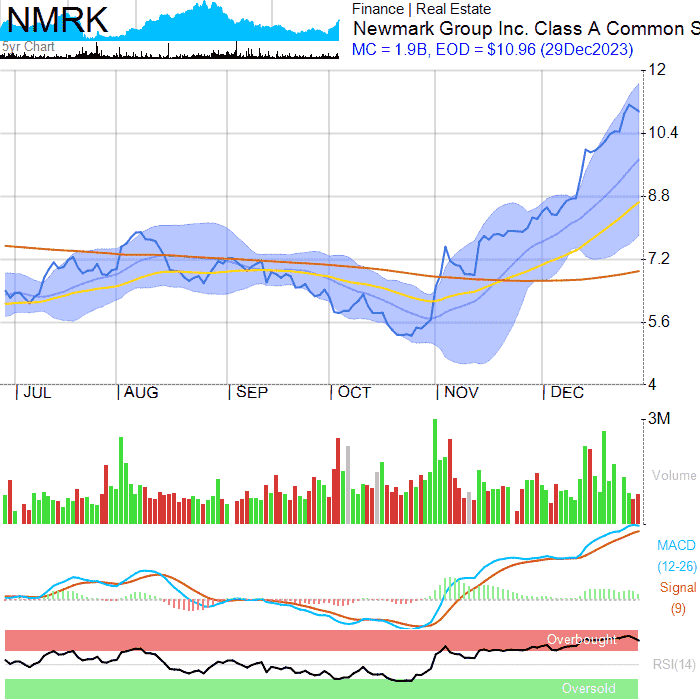 NMRK
5yr Chart
Finance | Real Estate
Newmark Group Inc. Class A Common S
MC = 1.9B, EOD = $10.96 (29Dec2023)
12
10.4
8.8
7.2
5.6
4
JUL AUG SEP OCT NOV DEC
3M
Volume
MACD
(12-26)
Signal
(9)
Overbought
RSI(14)
Oversold